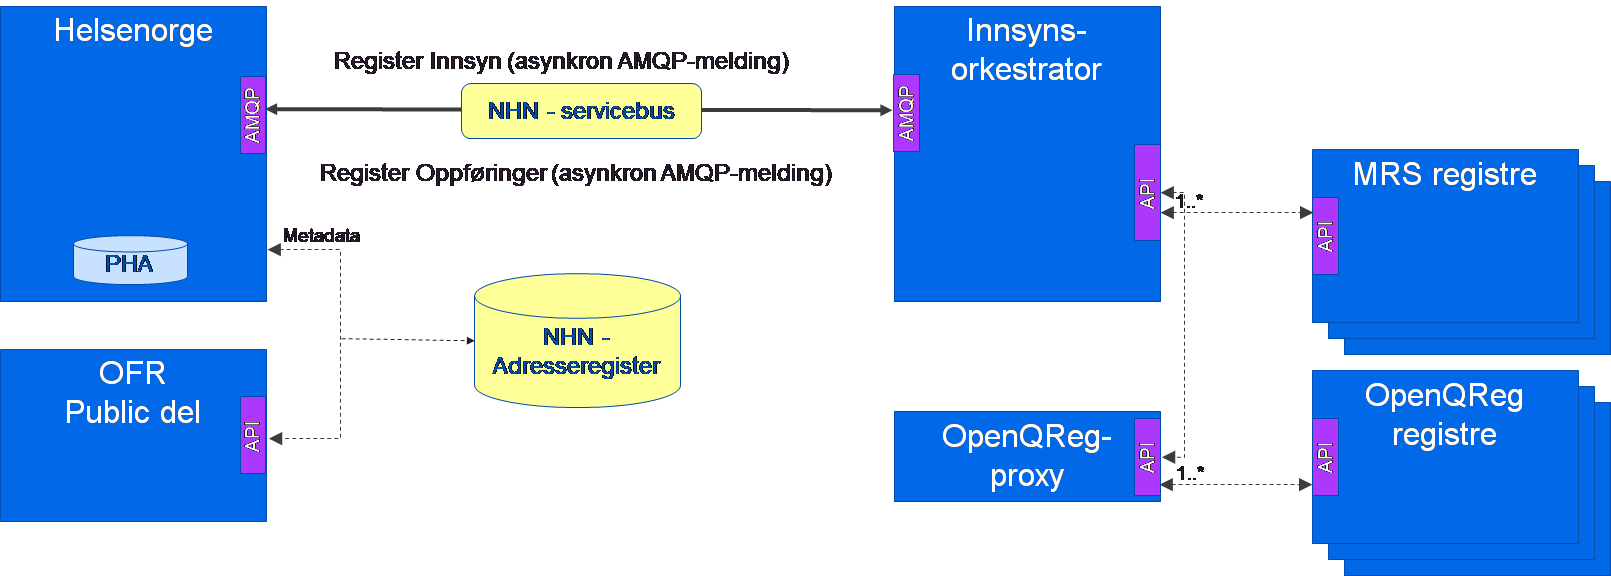 Helsenorge
Register Innsyn (asynkron AMQP-melding)
AMQP
NHN - servicebus
Register Oppføringer (asynkron AMQP-melding)
Innsyns-
orkestrator
AMQP
API
1..*
MRS registre
API
Metadata
PHA
NHN -
Adresseregister
OFR
Public del
API
OpenQReg-
proxy
API
1..*
OpenQReg
registre
API